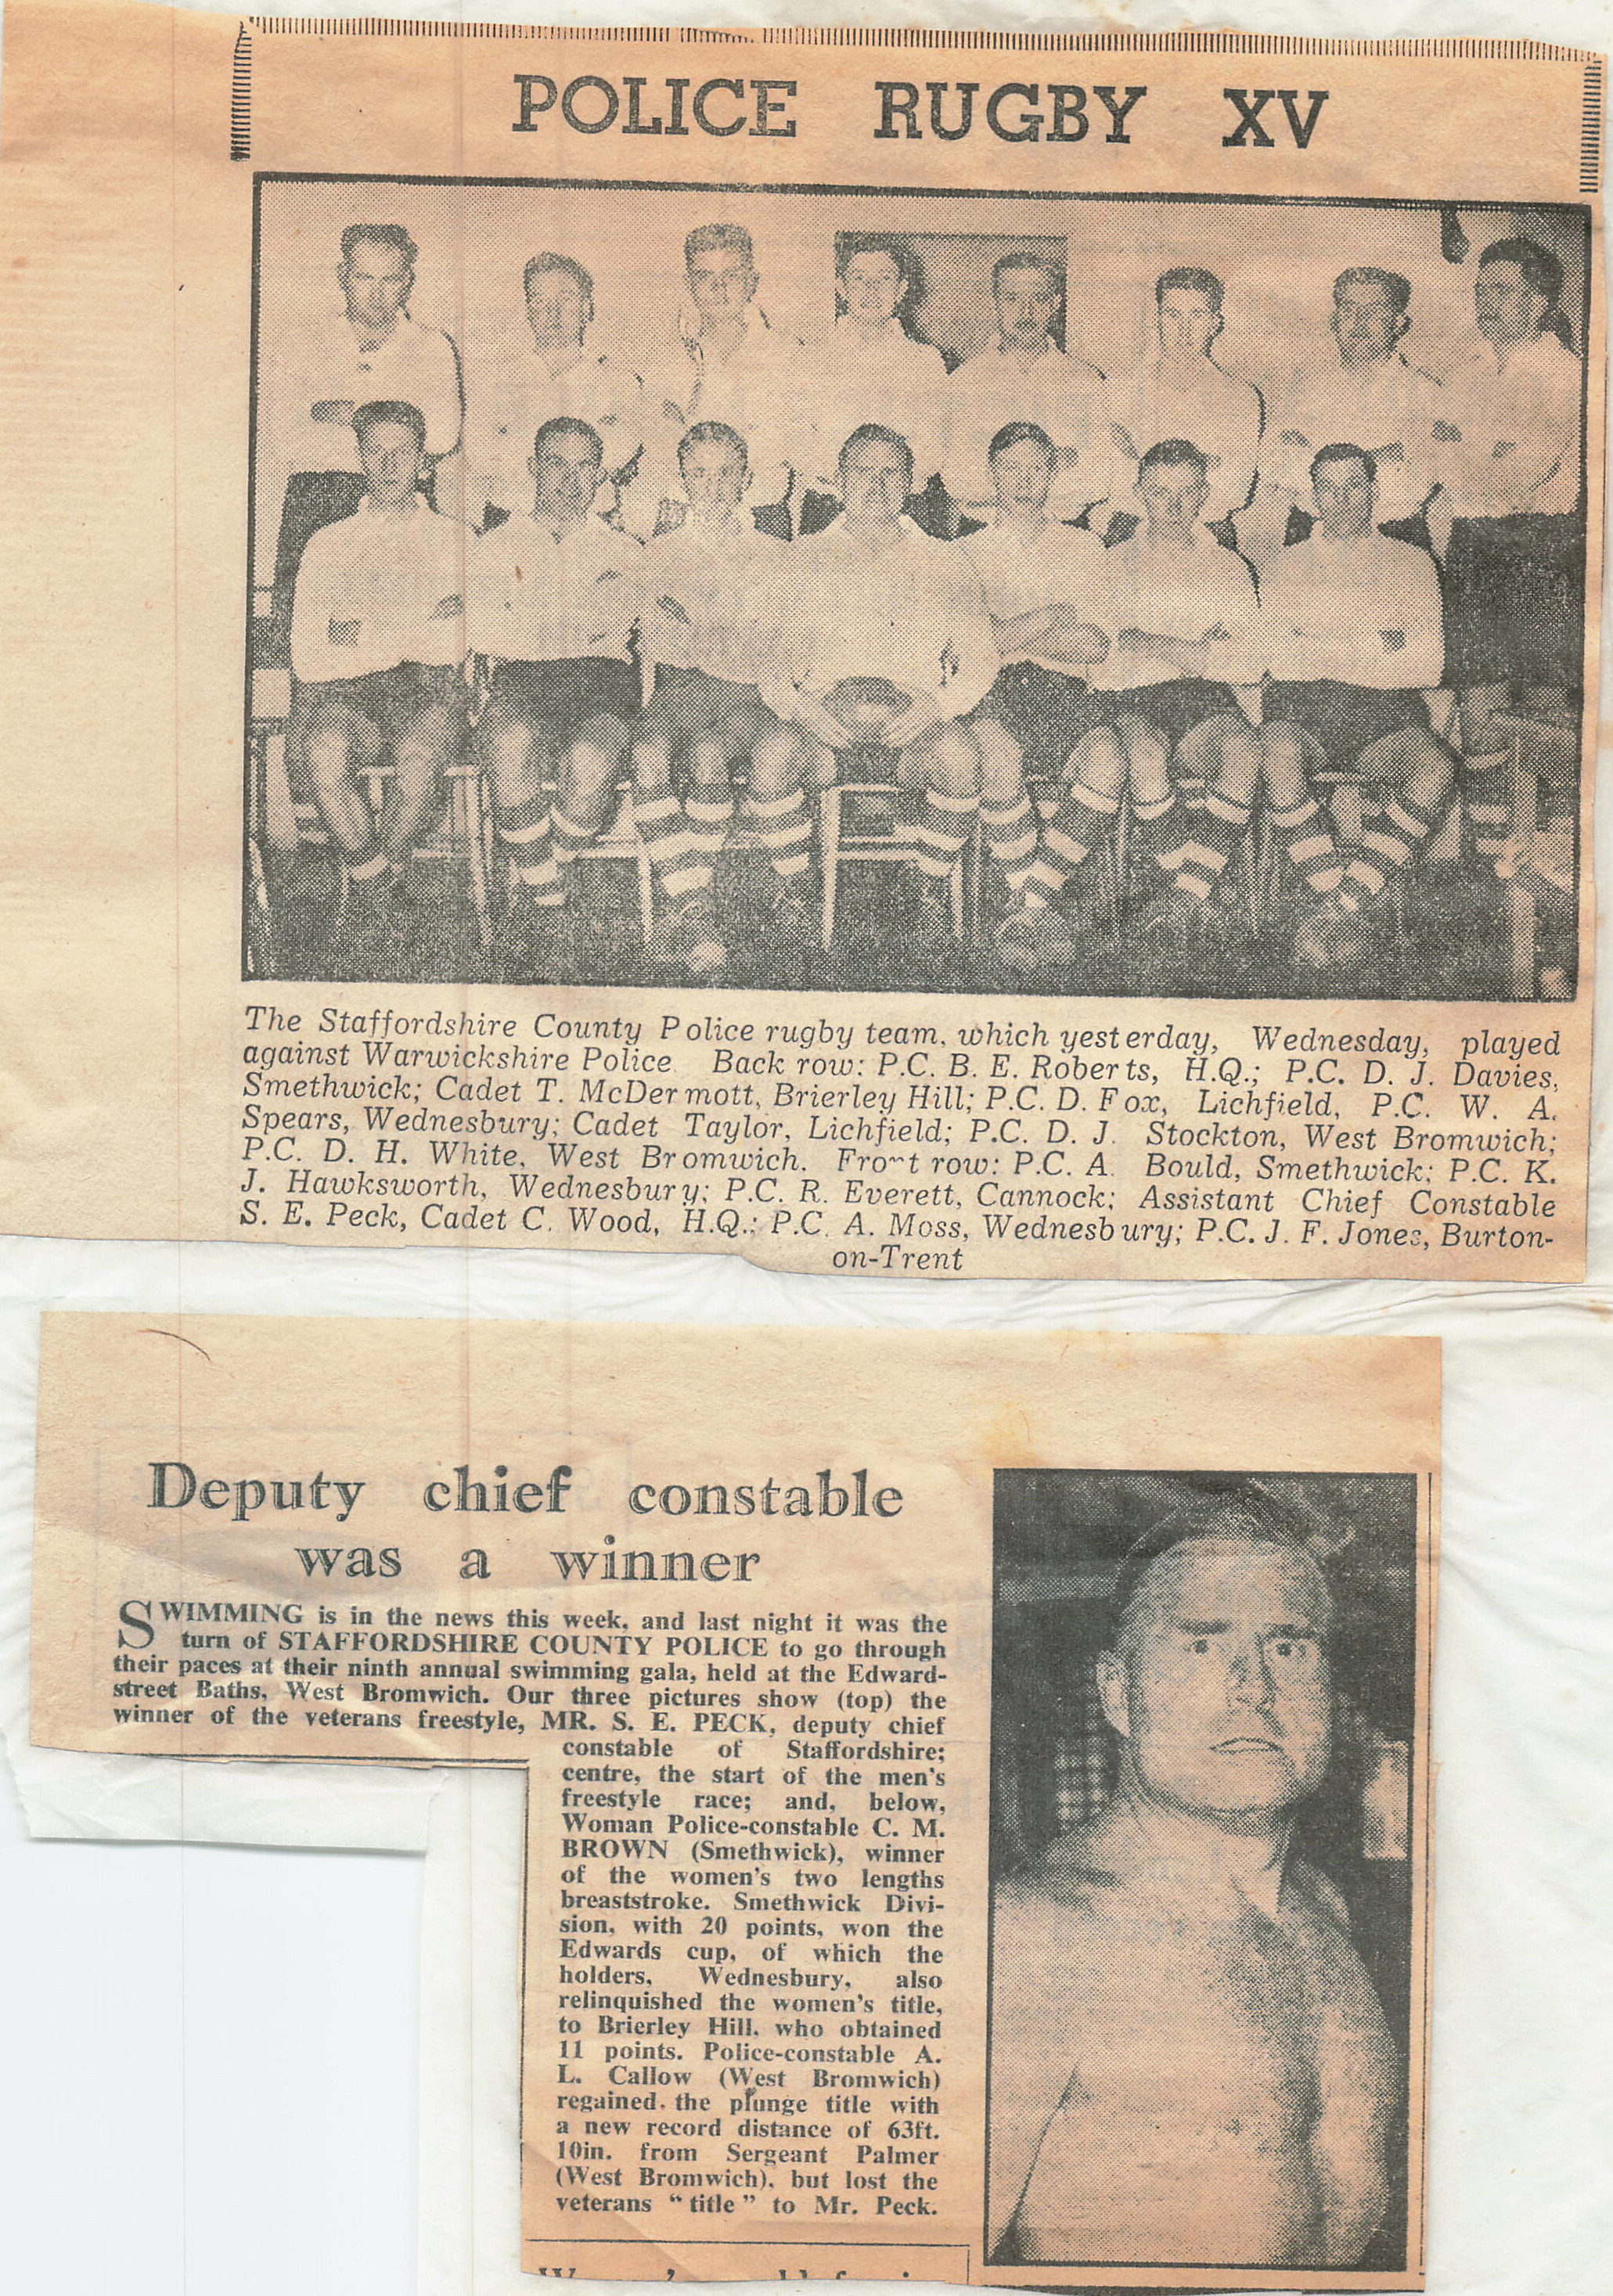 POLICE RUGBY XV
The Staffordshire County Police rugby team, which yesterday, Wednesday, played
against Warwickshire Police. Back row: P.C. B. E. Roberts, H.Q.; P.C. D. J. Davies,
Smethwick; Cadet T. McDermott, Brierley Hill; P.C. D. Fox, Lichfield, P.C. W. A.
Spears, Wednesbury; Cadet Taylor, Lichfield; P.C. D. J. Stockton, West Bromwich;
P.C. D. H. White, West Bromwich. Front row: P.C. A. Bould, Smethwick; P.C. K.
J. Hawksworth, Wednesbury; P.C. R. Everett, Cannock; Assistant Chief Constable
S. E. Peck, Cadet C. Wood, H.Q.; P.C. A. Moss, Wednesbury; P.C. J. F. Jones, Burton-
on-Trent
Deputy chief constable
was a winner
SWIMMING is in the news this week, and last night it was the
turn of STAFFORDSHIRE COUNTY POLICE to go through
their paces at their ninth annual swimming gala, held at the Edward-
street Baths, West Bromwich. Our three pictures show (top) the
winner of the veterans freestyle, MR. S. E. PECK, deputy chief
constable of Staffordshire;
centre, the start of the men's
freestyle race; and, below,
Woman Police-constable C. M.
BROWN (Smethwick), winner
of the women's two lengths
breaststroke. Smethwick Divi-
sion, with 20 points, won the
Edwards cup, of which the
holders, Wednesbury, also
relinquished the women's title,
to Brierley Hill, who obtained
11 points. Police-constable A.
L. Callow (West Bromwich)
regained the plunge title with
a new record distance of 63ft.
10in. from Sergeant Palmer
(West Bromwich), but lost the
veterans "title" to Mr. Peck.